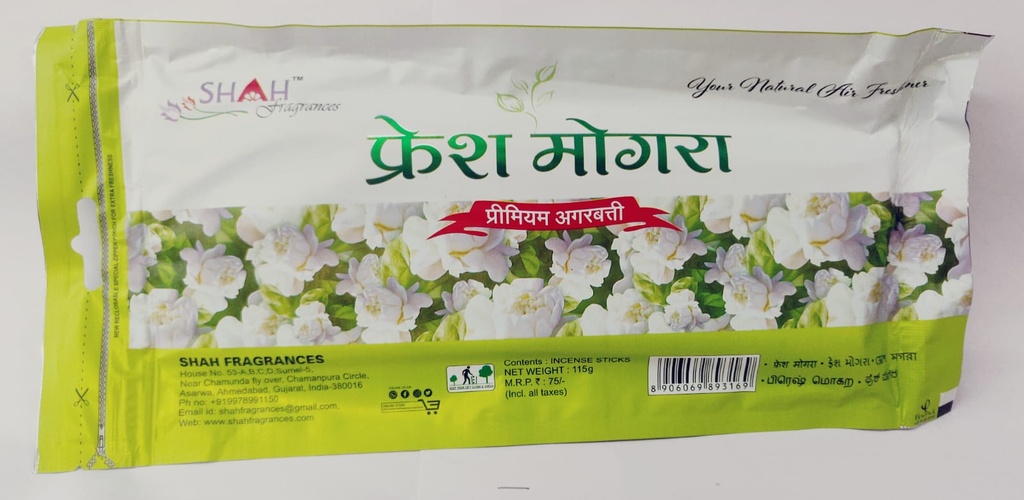 SHAH™
Fragrances
Your Natural Air Freshner
फ्रेश मोगरा
प्रीमियम अगरबत्ती
SHAH FRAGRANCES
House No. 53-A,B,C,D,Sumel-5,
Near Chamunda fly over, Chamanpura Circle,
Asarwa, Ahmedabad, Gujarat, India-380016
Ph no: +919978991150
Email id: shahfragrances@gmail.com,
Web: www.shahfragrances.com
Contents : INCENSE STICKS
NET WEIGHT : 115g
M.R.P. ₹ : 75/-
(Incl. all taxes)
8 906069 893169